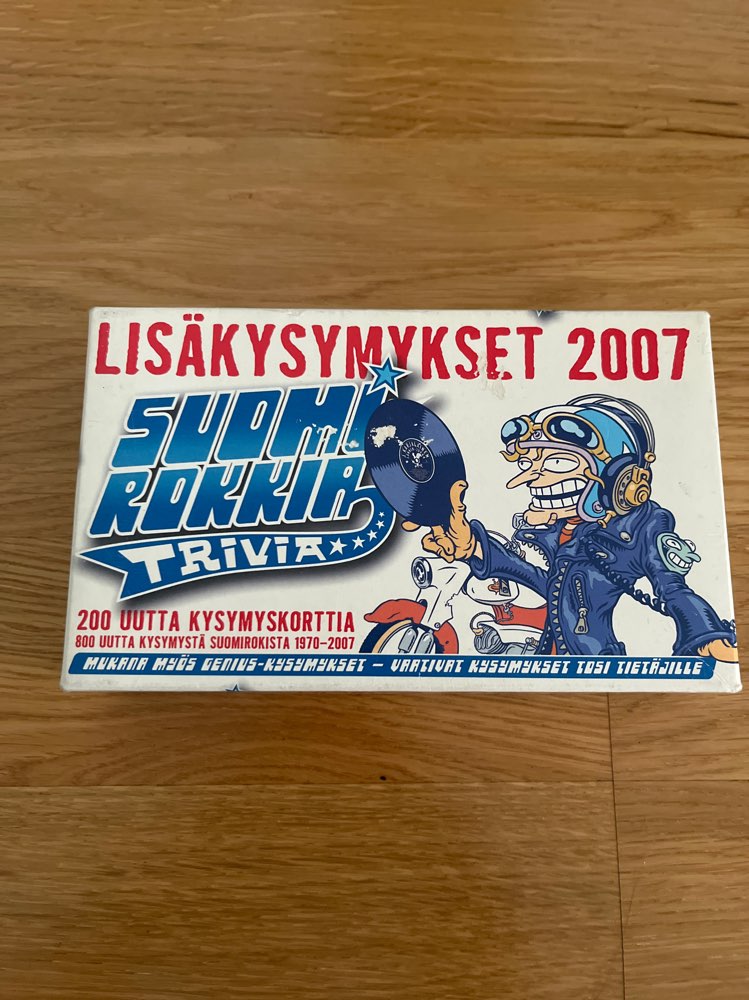 LISÄKYSYMYKSET 2007
SUOMI
ROKKIA
TRIVIA
200 UUTTA KYSYMYSKORTTIA
800 UUTTA KYSYMYSTÄ SUOMIROKISTA 1970–2007
MUKANA MYÖS GENIUS-KYSYMYKSET – VAATIVAT KYSYMYKSET TOSI TIETÄJILLE